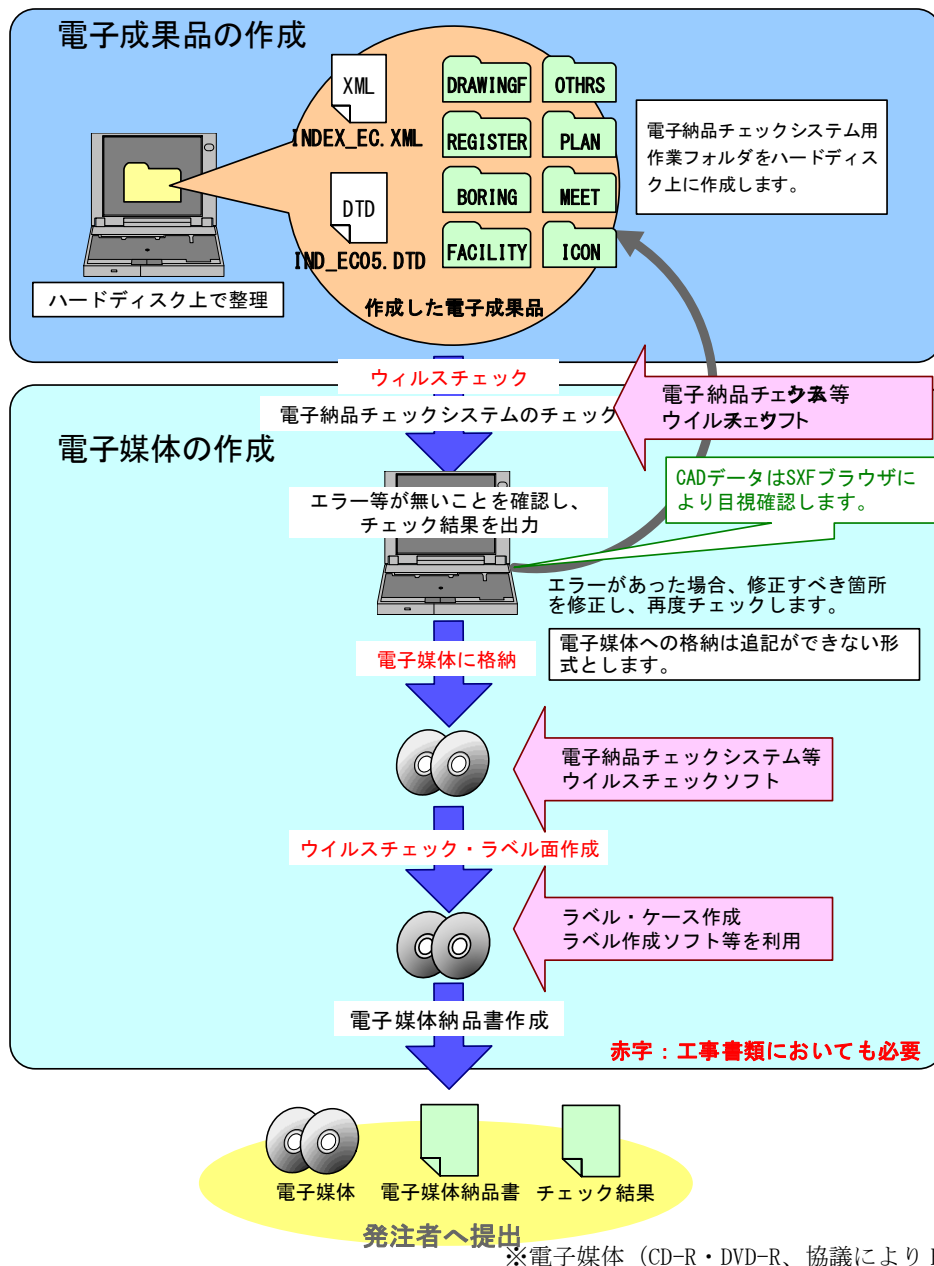 電子成果品の作成
XML
INDEX_EC.XML
DTD
IND_EC05.DTD
DRAWINGF
OTHRS
REGISTER
PLAN
BORING
MEET
FACILITY
ICON
作成した電子成果品
ハードディスク上で整理
電子納品チェックシステム用
作業フォルダをハードディス
ク上に作成します。
ウィルスチェック
電子納品チェックシステムのチェック
電子媒体の作成
電子納品チェ
等
ウイルス
フト
CADデータはSXFブラウザに
より目視確認します。
エラー等が無いことを確認し、
チェック結果を出力
エラーがあった場合、修正すべき箇所
を修正し、再度チェックします。
電子媒体に格納
電子媒体への格納は追記ができない形
式とします。
電子納品チェックシステム等
ウイルスチェックソフト
ウイルスチェック・ラベル面作成
ラベル・ケース作成
ラベル作成ソフト等を利用
電子媒体納品書作成
赤字：工事書類においても必要
電子媒体
電子媒体納品書
チェック結果
発注者へ提出
※電子媒体（CD-R・DVD-R、協議により